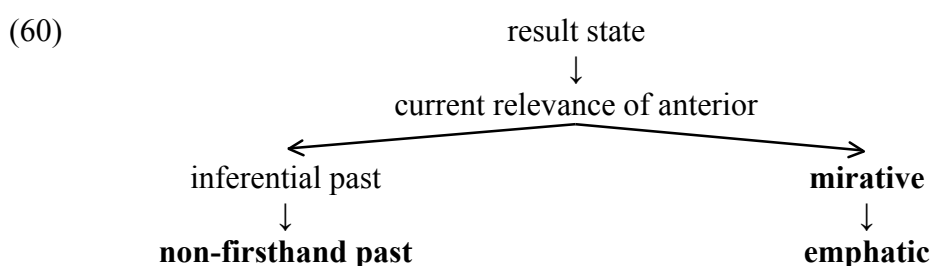 (60) result state
↓
current relevance of anterior
inferential past mirative
↓ ↓
non-firsthand past emphatic